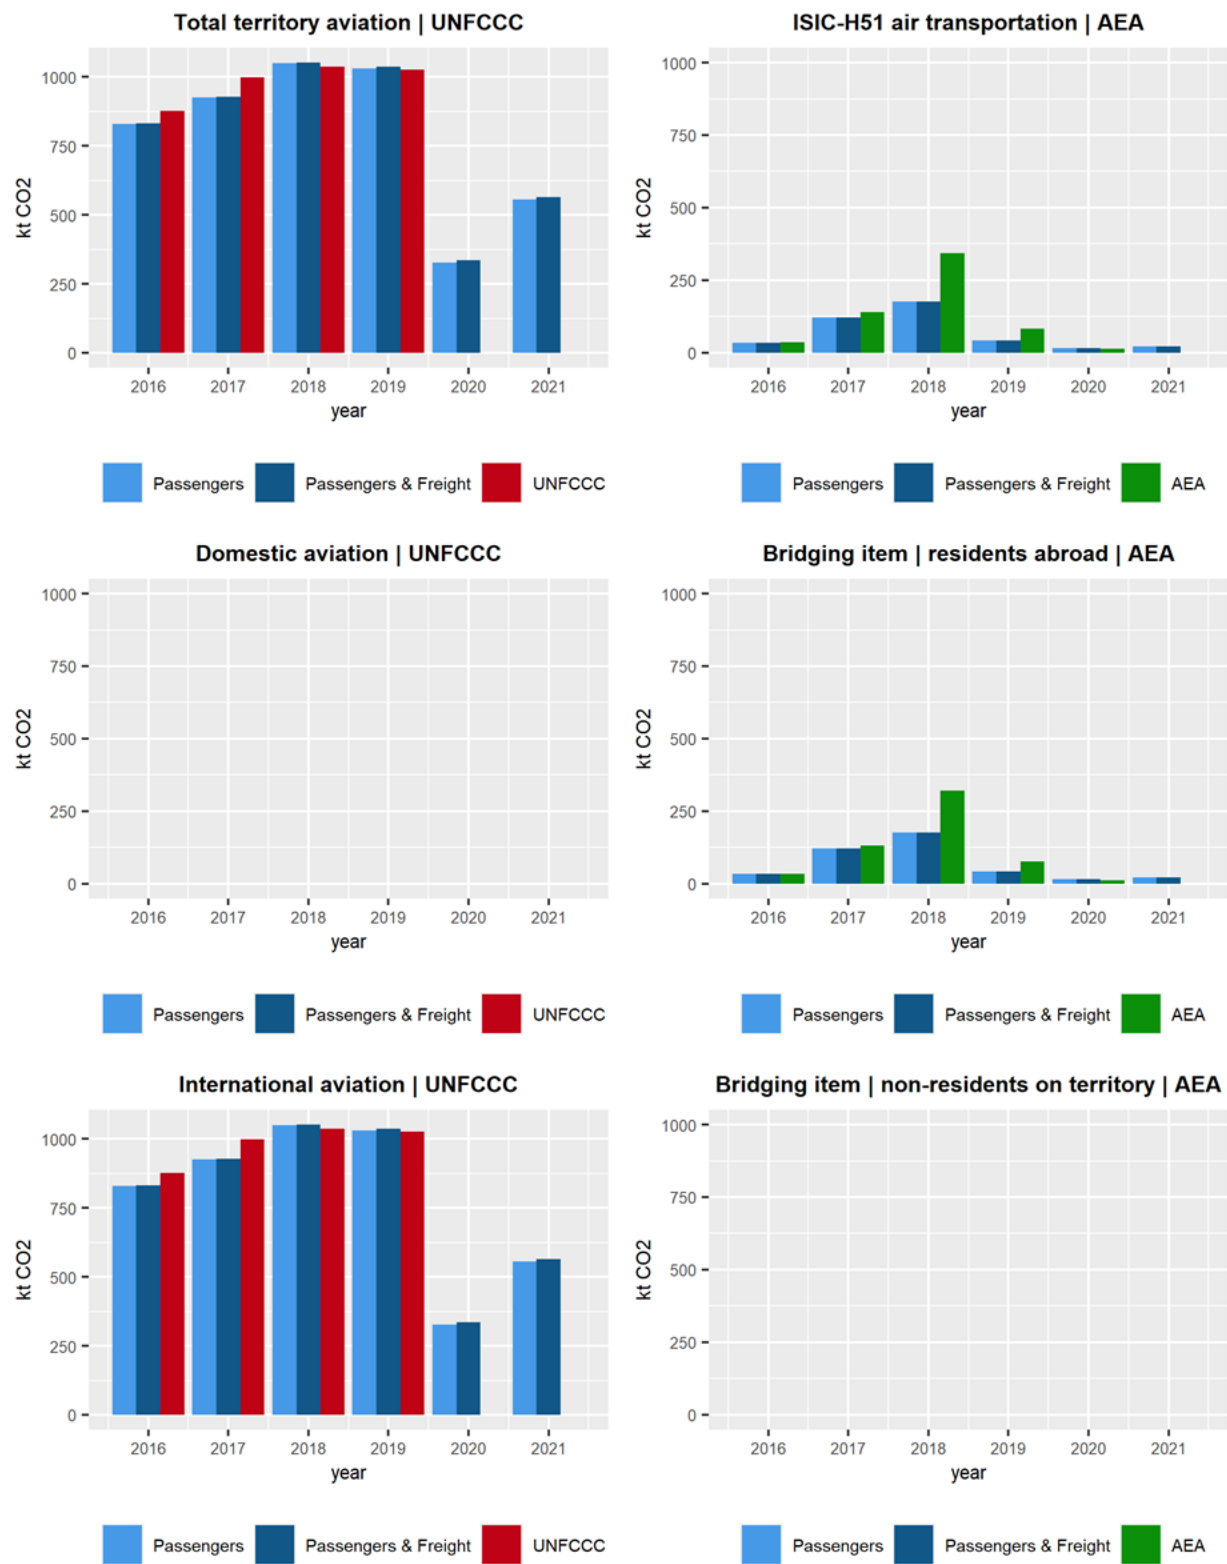 Total territory aviation | UNFCCC
kt CO2
1000
750
500
250
0
2016 2017 2018 2019 2020 2021
year
Passengers Passengers & Freight UNFCCC
ISIC-H51 air transportation | AEA
kt CO2
1000
750
500
250
0
2016 2017 2018 2019 2020 2021
year
Passengers Passengers & Freight AEA
Domestic aviation | UNFCCC
kt CO2
1000
750
500
250
0
2016 2017 2018 2019 2020 2021
year
Passengers Passengers & Freight UNFCCC
Bridging item | residents abroad | AEA
kt CO2
1000
750
500
250
0
2016 2017 2018 2019 2020 2021
year
Passengers Passengers & Freight AEA
International aviation | UNFCCC
kt CO2
1000
750
500
250
0
2016 2017 2018 2019 2020 2021
year
Passengers Passengers & Freight UNFCCC
Bridging item | non-residents on territory | AEA
kt CO2
1000
750
500
250
0
2016 2017 2018 2019 2020 2021
year
Passengers Passengers & Freight AEA